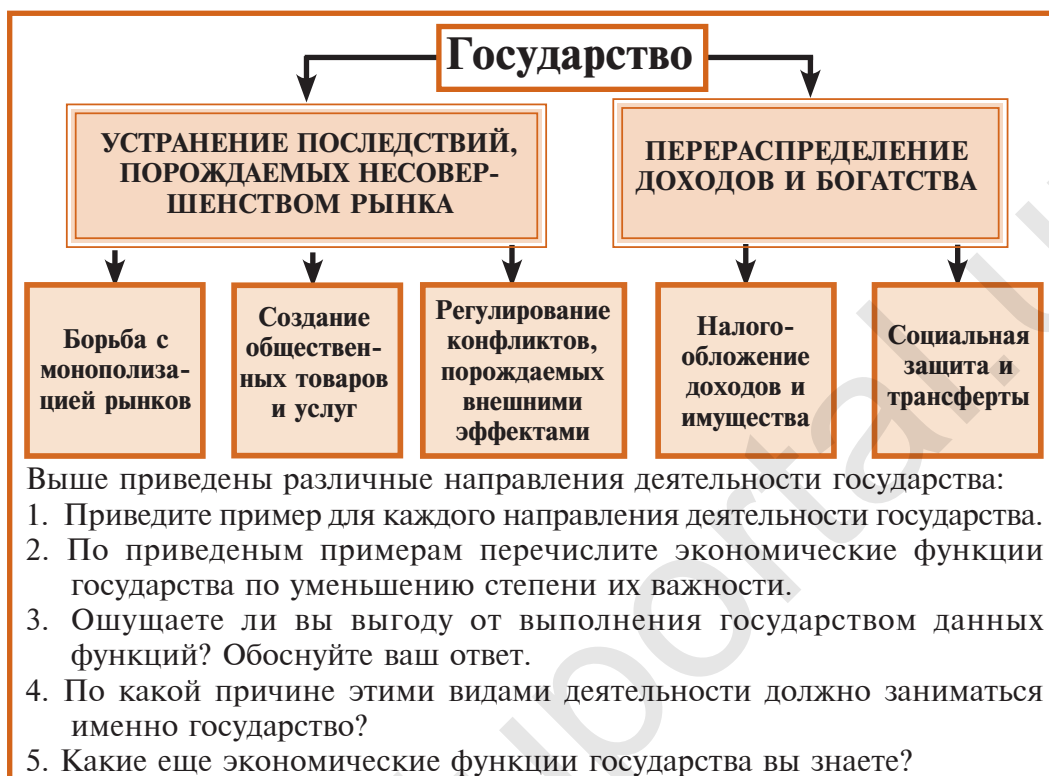 Государство
УСТРАНЕНИЕ ПОСЛЕДСТВИЙ,
ПОРОЖДАЕМЫХ НЕСОВЕР-
ШЕНСТВОМ РЫНКА
ПЕРЕРАСПРЕДЕЛЕНИЕ
ДОХОДОВ И БОГАТСТВА
Борьба с
монополиза-
цией рынков
Создание
обществен-
ных товаров
и услуг
Регулирование
конфликтов,
порождаемых
внешними
эффектами
Налого-
обложение
доходов и
имущества
Социальная
защита и
трансферты
Выше приведены различные направления деятельности государства:
1. Приведите пример для каждого направления деятельности государства.
2. По приведеным примерам перечислите экономические функции
государства по уменьшению степени их важности.
3. Ошущаете ли вы выгоду от выполнения государством данных
функций? Обоснуйте ваш ответ.
4. По какой причине этими видами деятельности должно заниматься
именно государство?
5. Какие еще экономические функции государства вы знаете?